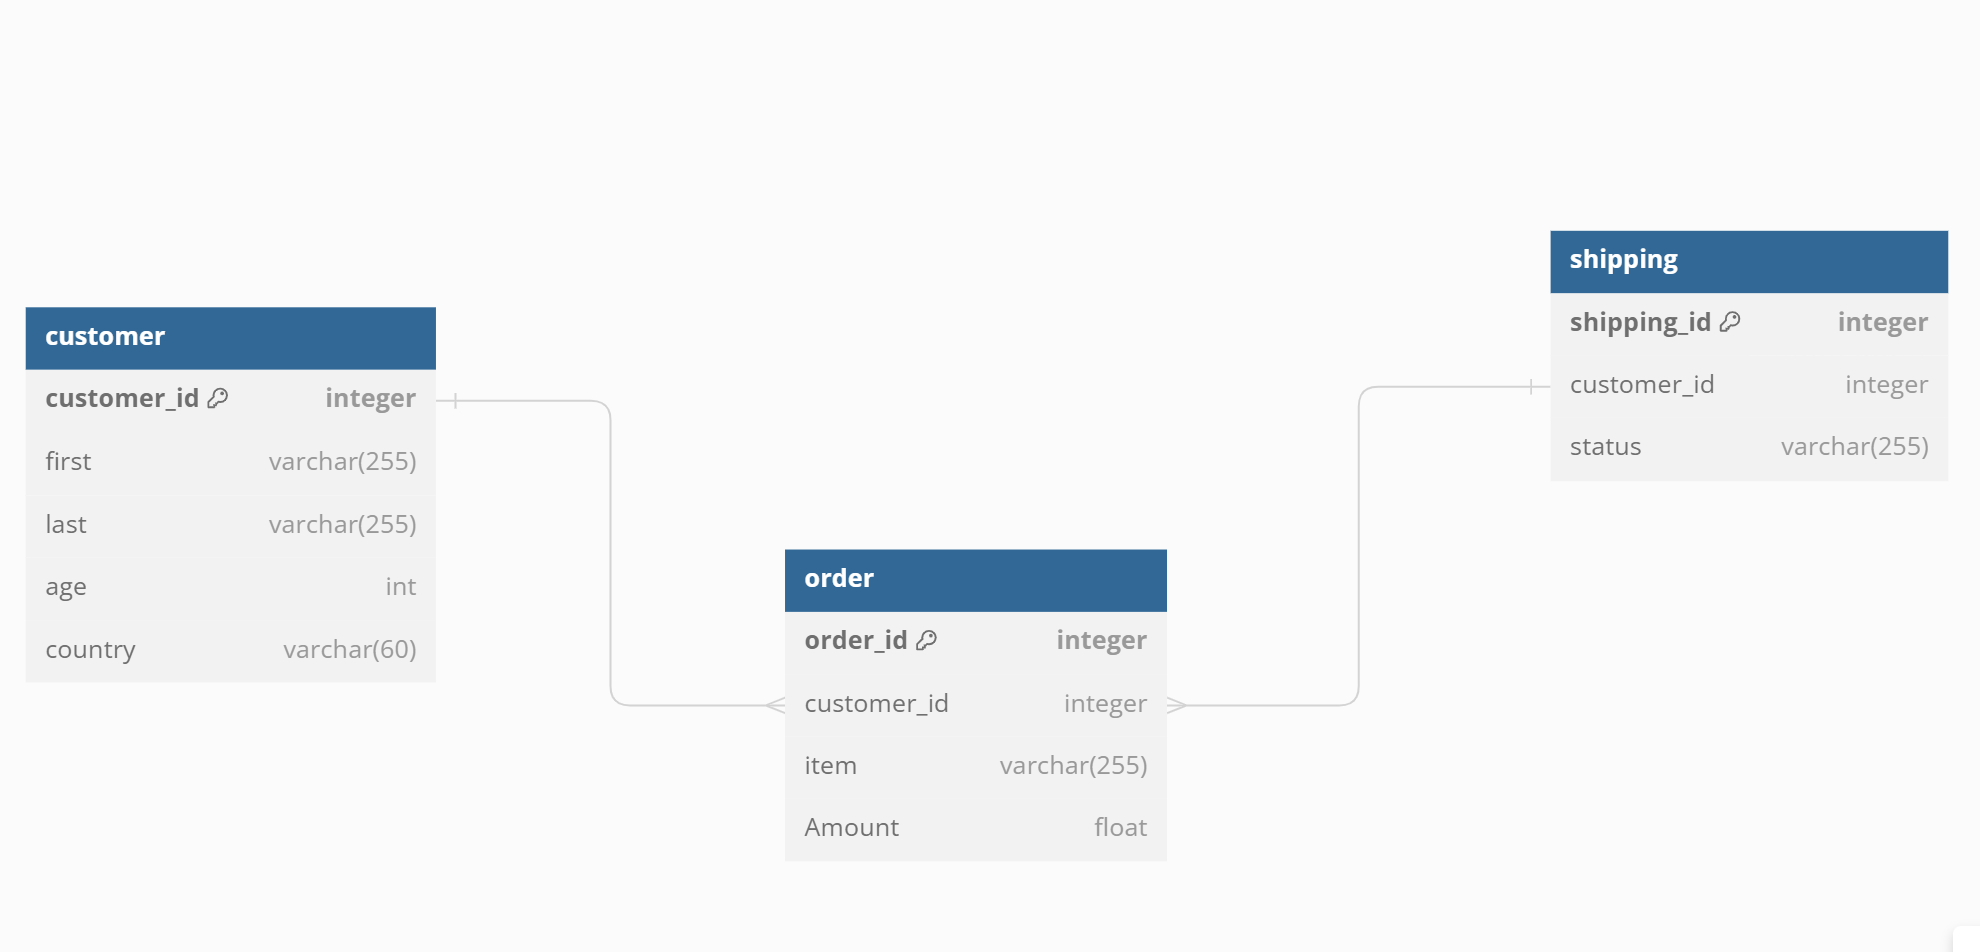 customer
customer_id integer
first varchar(255)
last varchar(255)
age int
country varchar(60)
order
order_id integer
customer_id integer
item varchar(255)
Amount float
shipping
shipping_id integer
customer_id integer
status varchar(255)